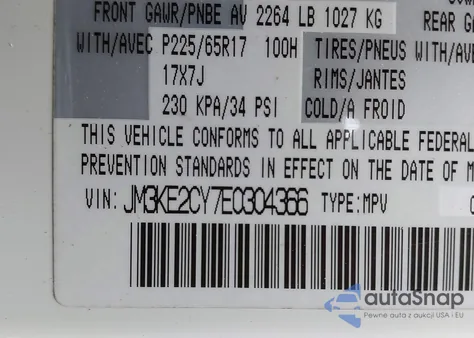 FRONT GAWR/PNBE AV 2264 LB 1027 KG
REAR
WITH/AVEC P225/65R17 100H TIRES/PNEUS WITH/AVE
17X7J RIMS/JANTES
230 KPA/34 PSI COLD/A FROID
THIS VEHICLE CONFORMS TO ALL APPLICABLE FEDERAL
PREVENTION STANDARDS IN EFFECT ON THE DATE OF M
VIN: JM3KE2CY7E0304366 TYPE:MPV
autoSnap
Pewne auta z aukcji USA i EU